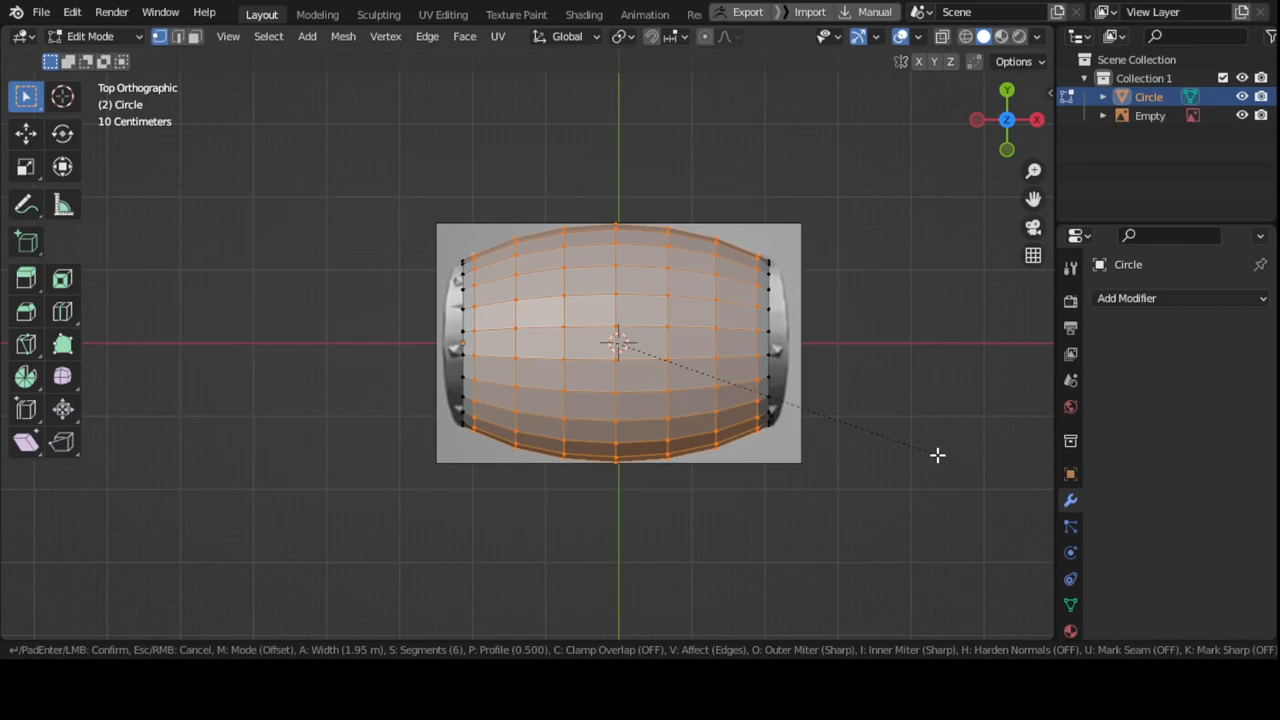 File Edit Render Window Help Layout Modeling Sculpting UV Editing Texture Paint Shading Animation Export Import Manual Scene View Layer
Edit Mode View Select Add Mesh Vertex Edge Face UV Global
X Y Z Options
Top Orthographic
(2) Circle
10 Centimeters
Y
Z X
Scene Collection
Collection 1
Circle
Empty
Circle
Add Modifier
/PadEnter/LMB: Confirm, Esc/RMB: Cancel, M: Mode (Offset), A: Width (1.95 m), S: Segments (6), P: Profile (0.500), C: Clamp Overlap (OFF), V: Affect (Edges), O: Outer Miter (Sharp), I: Inner Miter (Sharp), H: Harden Normals (OFF), U: Mark Seam (OFF), K: Mark Sharp (OFF)